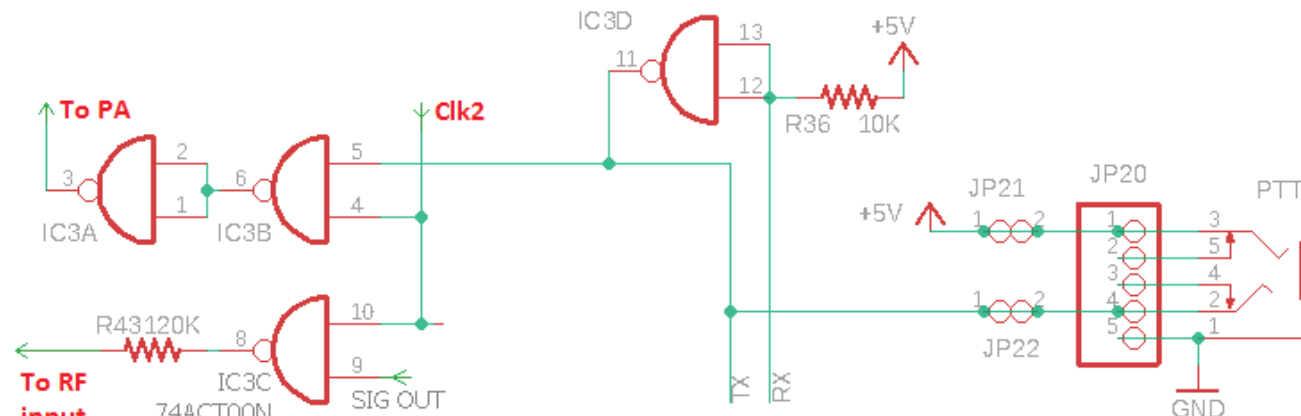 IC3D
+5V
13
11
12
To PA
Clk2
R36 10K
2
5
3
6
1
4
IC3A
IC3B
JP21
JP20
PTT
+5V
1 2
1
3
2
5
3
4
1 2
4
2
5
1
JP22
R43120K
10
8
9
IC3C
SIG OUT
74ACT00N
To RF
input
TX
RX
GND